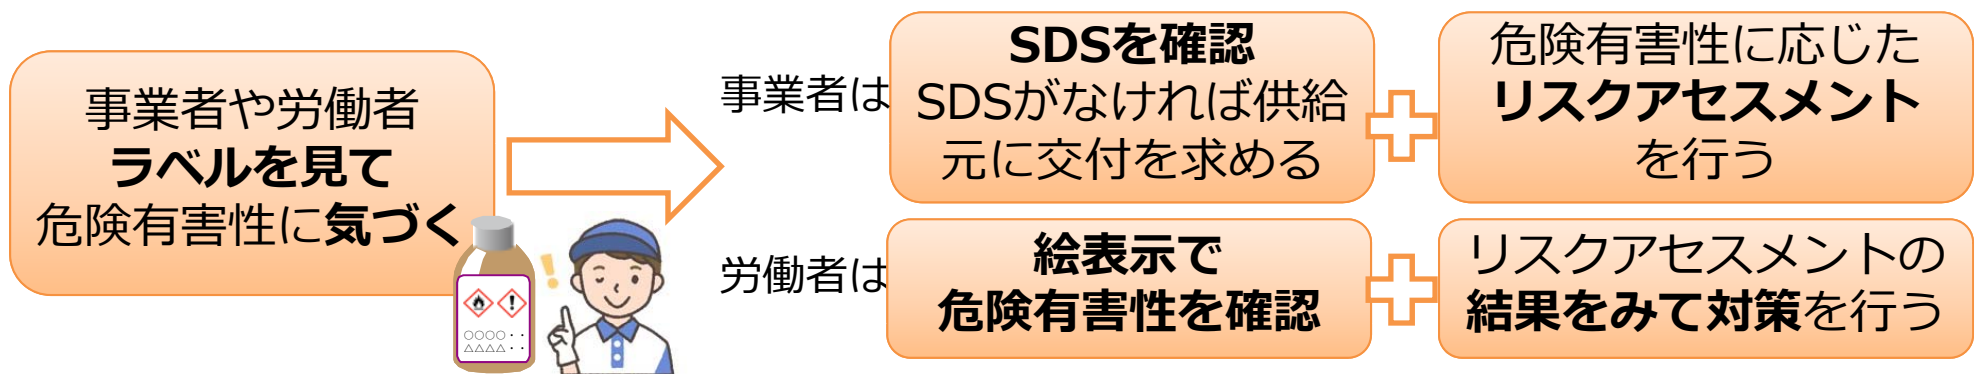 事業者や労働者
ラベルを見て
危険有害性に気づく
○○○○・・
△△△△・・
事業者は
SDSを確認
SDSがなければ供給
元に交付を求める
危険有害性に応じた
リスクアセスメント
を行う
労働者は
絵表示で
危険有害性を確認
リスクアセスメントの
結果をみて対策を行う